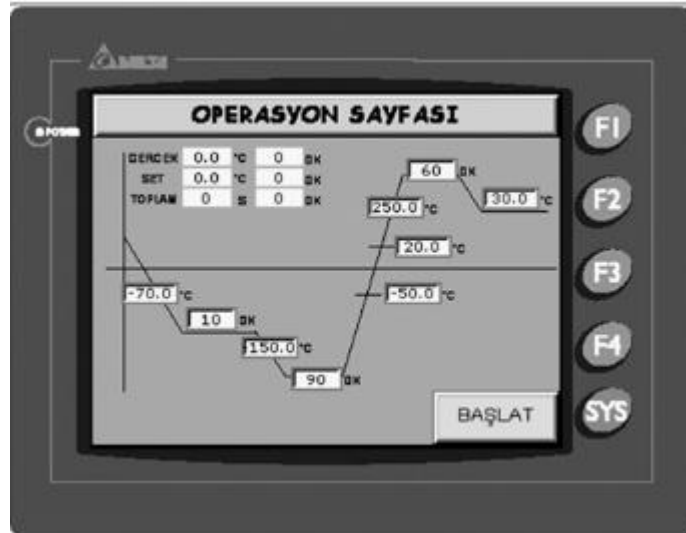 OPERASYON SAYFASI
GERCEK 0.0 °C 0 DK
SET 0.0 °C 0 DK
TOPLAM 0 S 0 DK
60 DK
250.0 °C
30.0 °C
20.0 °C
-70.0 °C
-50.0 °C
10 DK
-150.0 °C
90 DK
BAŞLAT
POWER
F1
F2
F3
F4
SYS